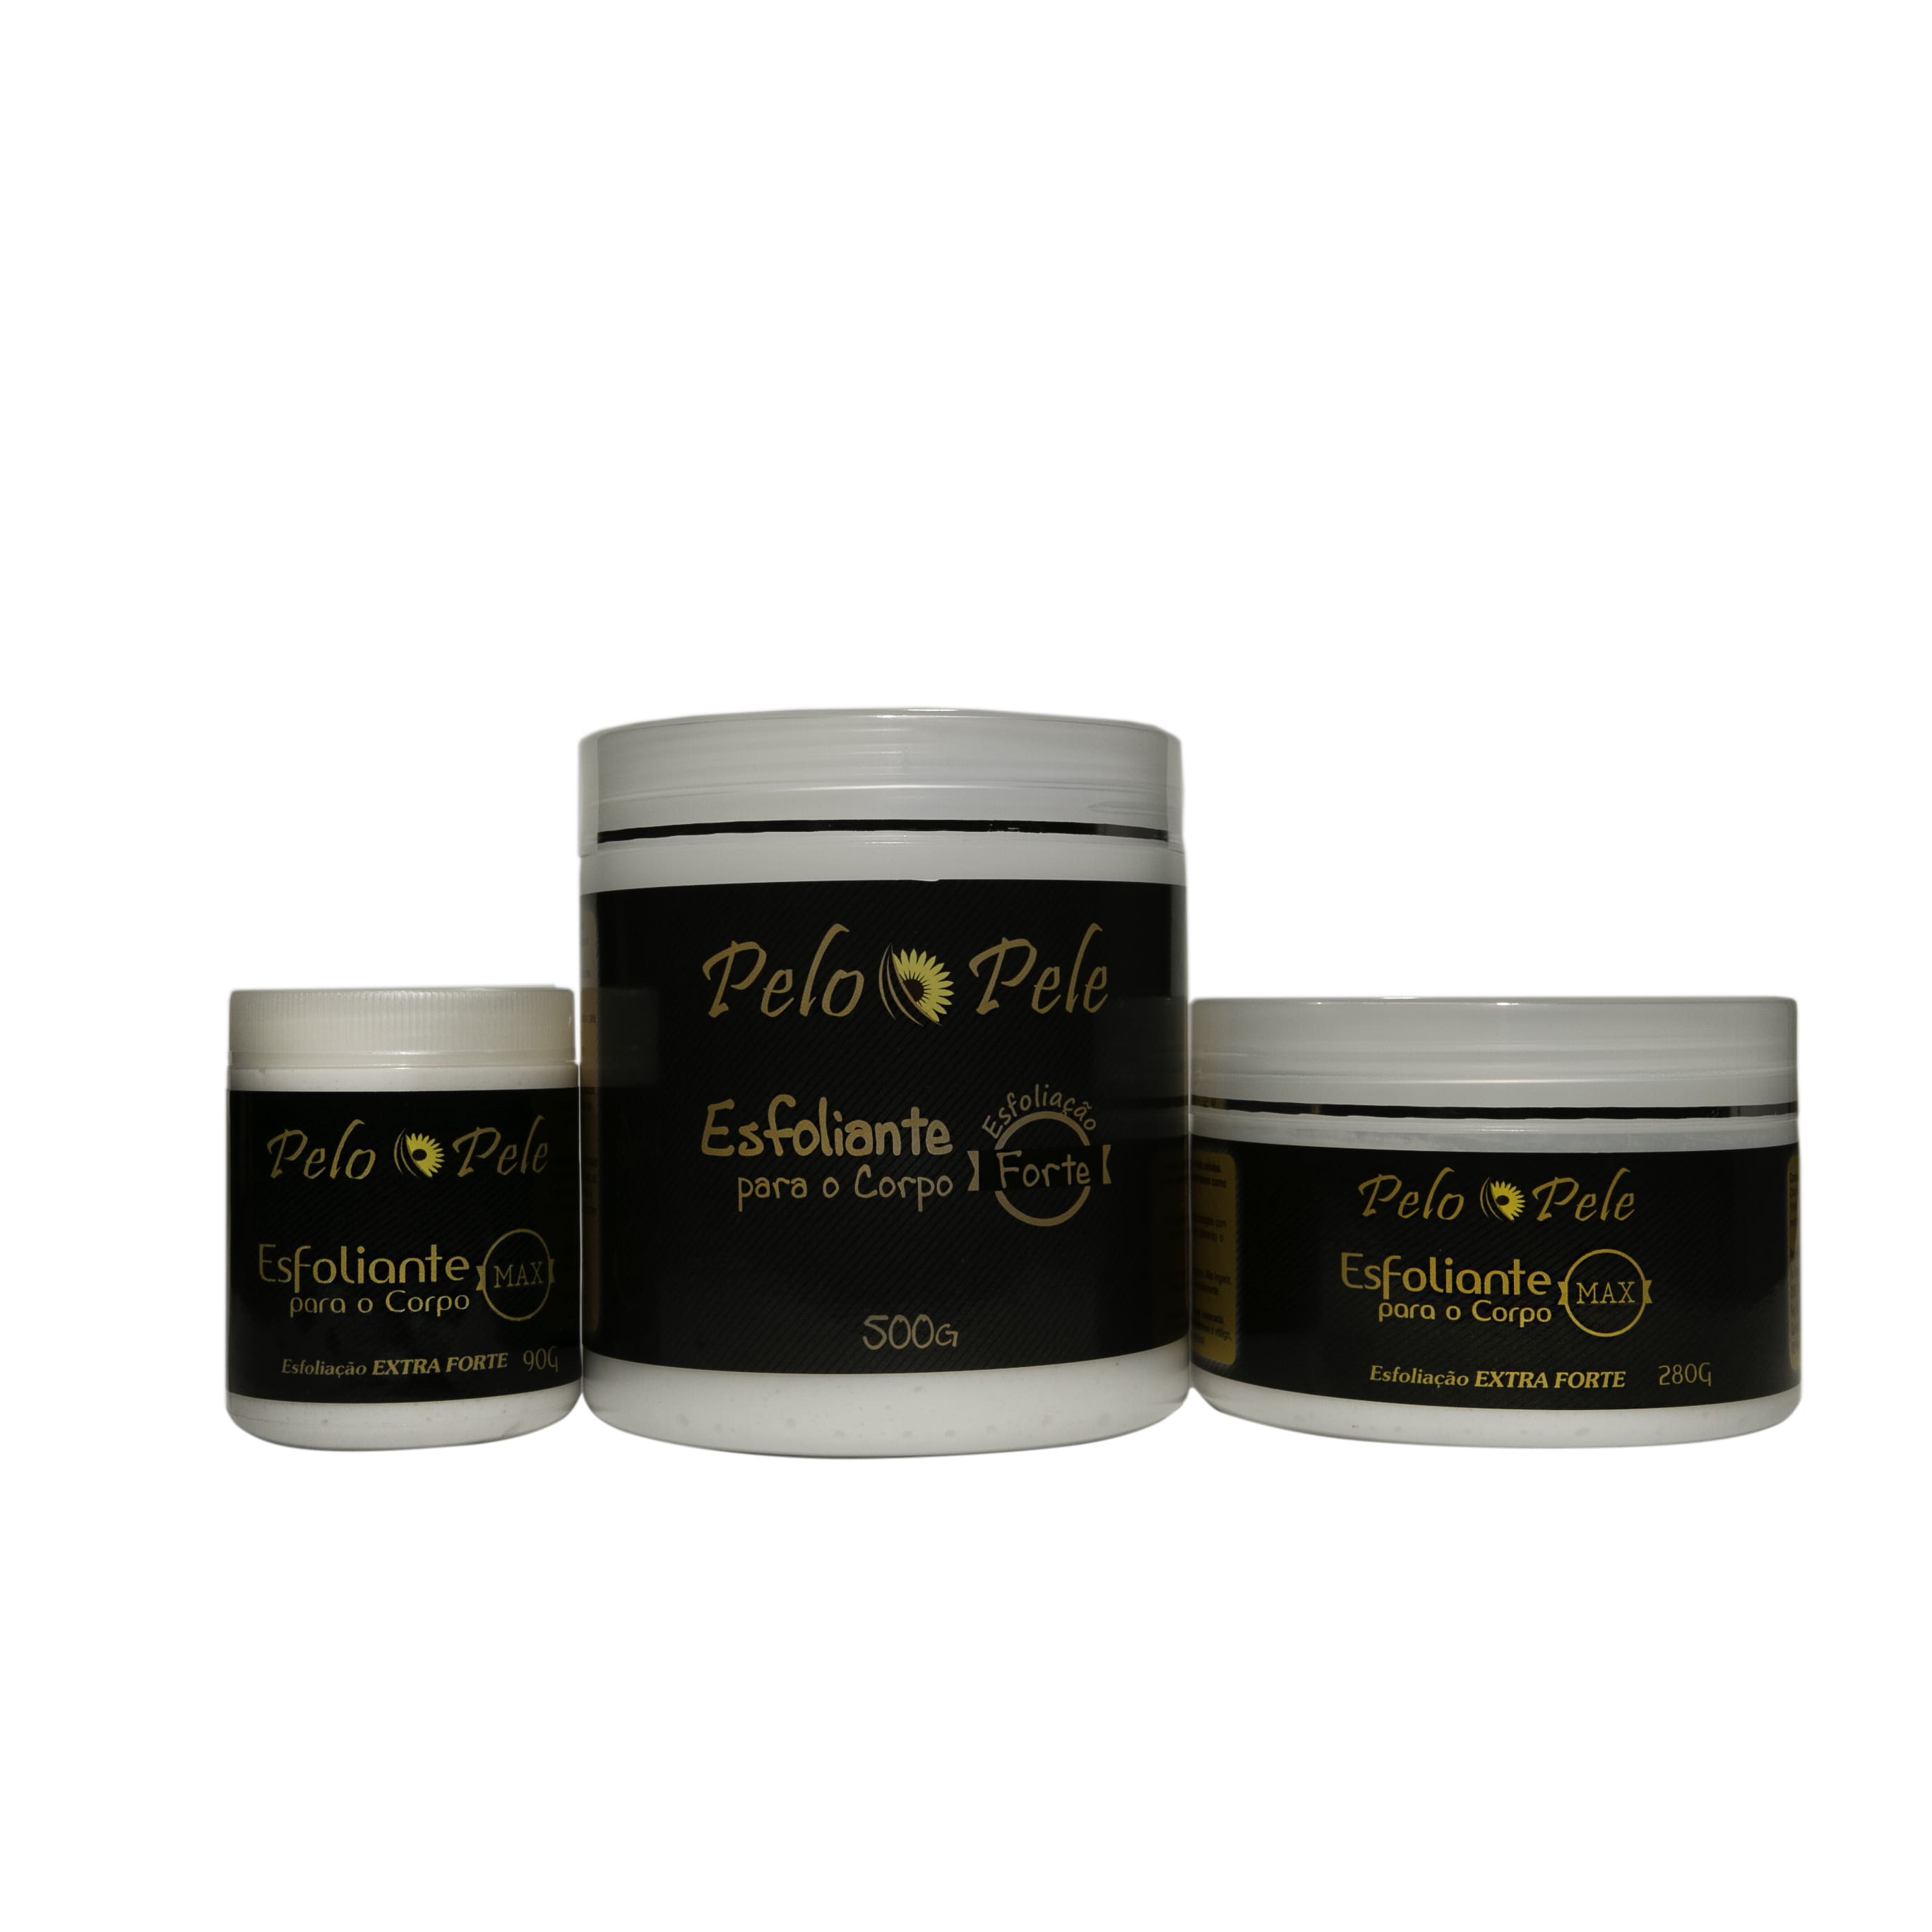 Pelo Pele
Esfoliante
para o Corpo
MAX
Esfoliação EXTRA FORTE 90G
Pelo Pele
Esfoliante
para o Corpo
Esfoliação
Forte
500G
Pelo Pele
Esfoliante
para o Corpo
MAX
Esfoliação EXTRA FORTE 280G